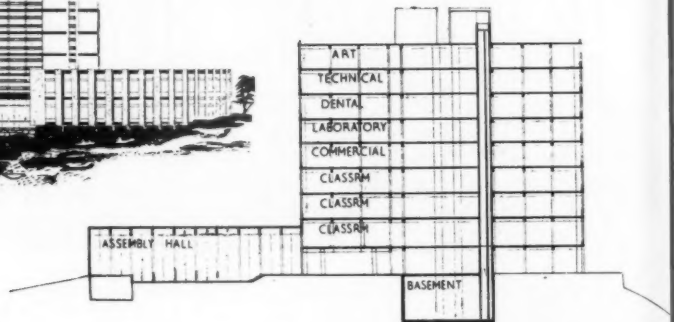 ART
TECHNICAL
DENTAL
LABORATORY
COMMERCIAL
CLASSRM
CLASSRM
CLASSRM
ASSEMBLY HALL
BASEMENT